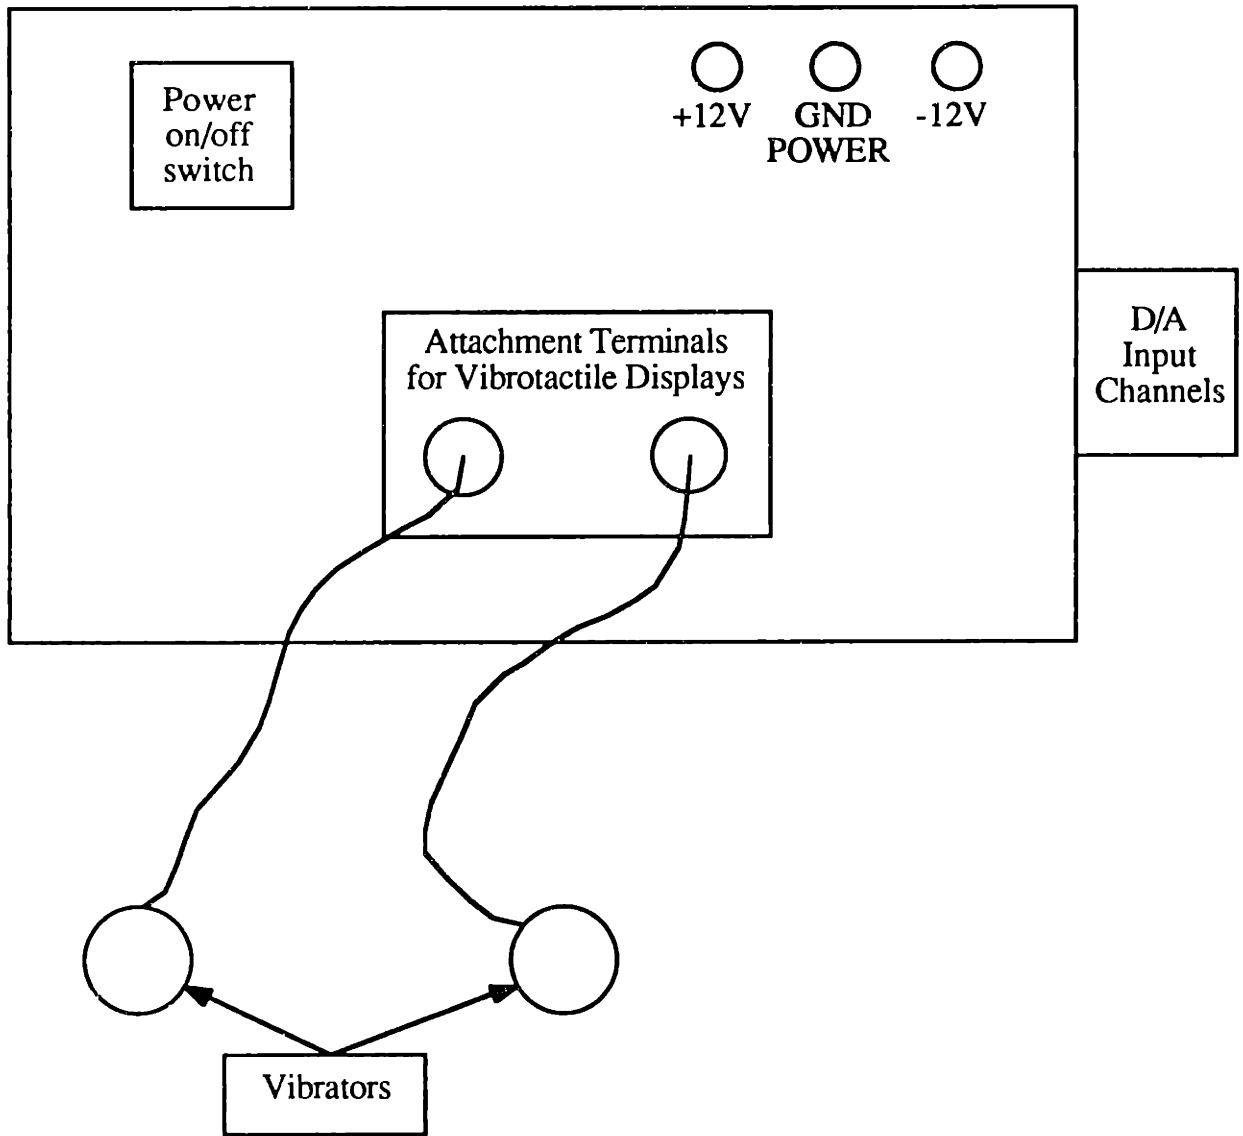 Power
on/off
switch
+12V GND -12V
POWER
D/A
Input
Channels
Attachment Terminals
for Vibrotactile Displays
Vibrators